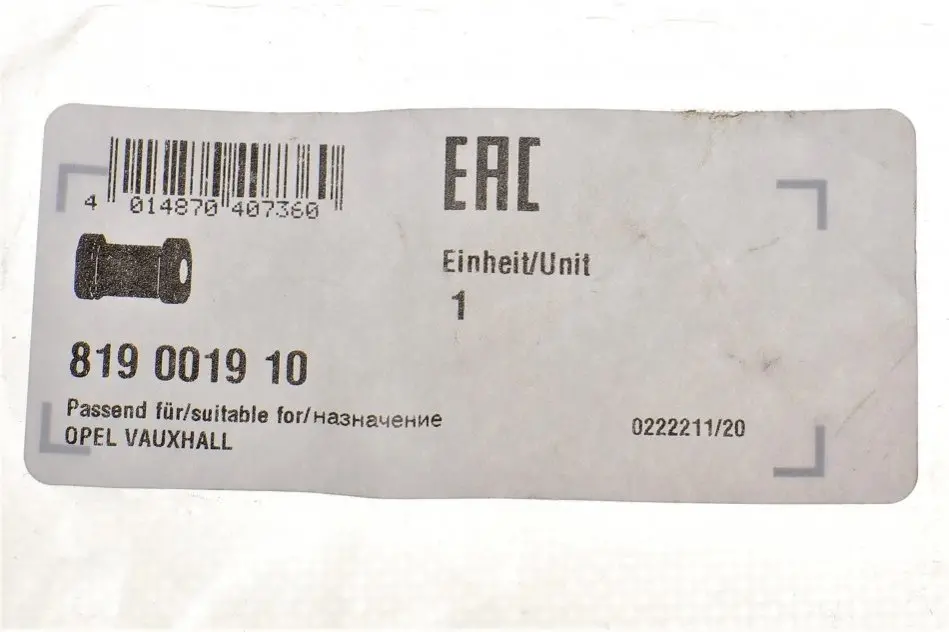 EAC
4 014870 407360
Einheit/Unit
1
819 0019 10
Passend für/suitable for/назначение
OPEL VAUXHALL
0222211/20